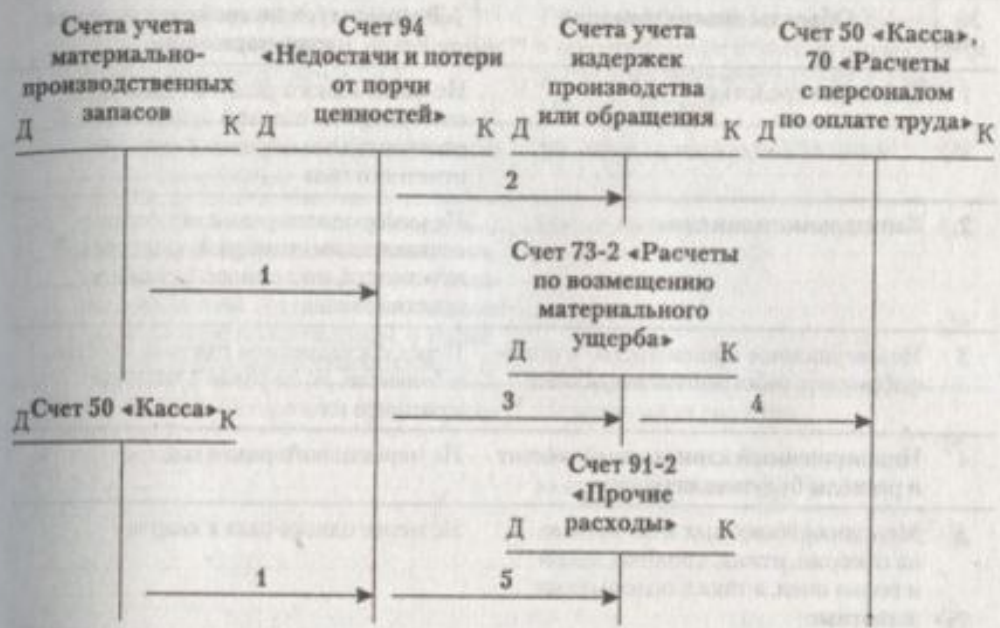 Счета учета
материально-
производственных
запасов
Д К
Счет 94
«Недостачи и потери
от порчи
ценностей»
Д К
Счета учета
издержек
производства
или обращения
Д К
Счет 50 «Касса»,
70 «Расчеты
с персоналом
по оплате труда»
Д К
2
1
Счет 73-2 «Расчеты
по возмещению
материального
ущерба»
Д К
3
4
Счет 50 «Касса»
Д К
Счет 91-2
«Прочие
расходы»
Д К
1
5